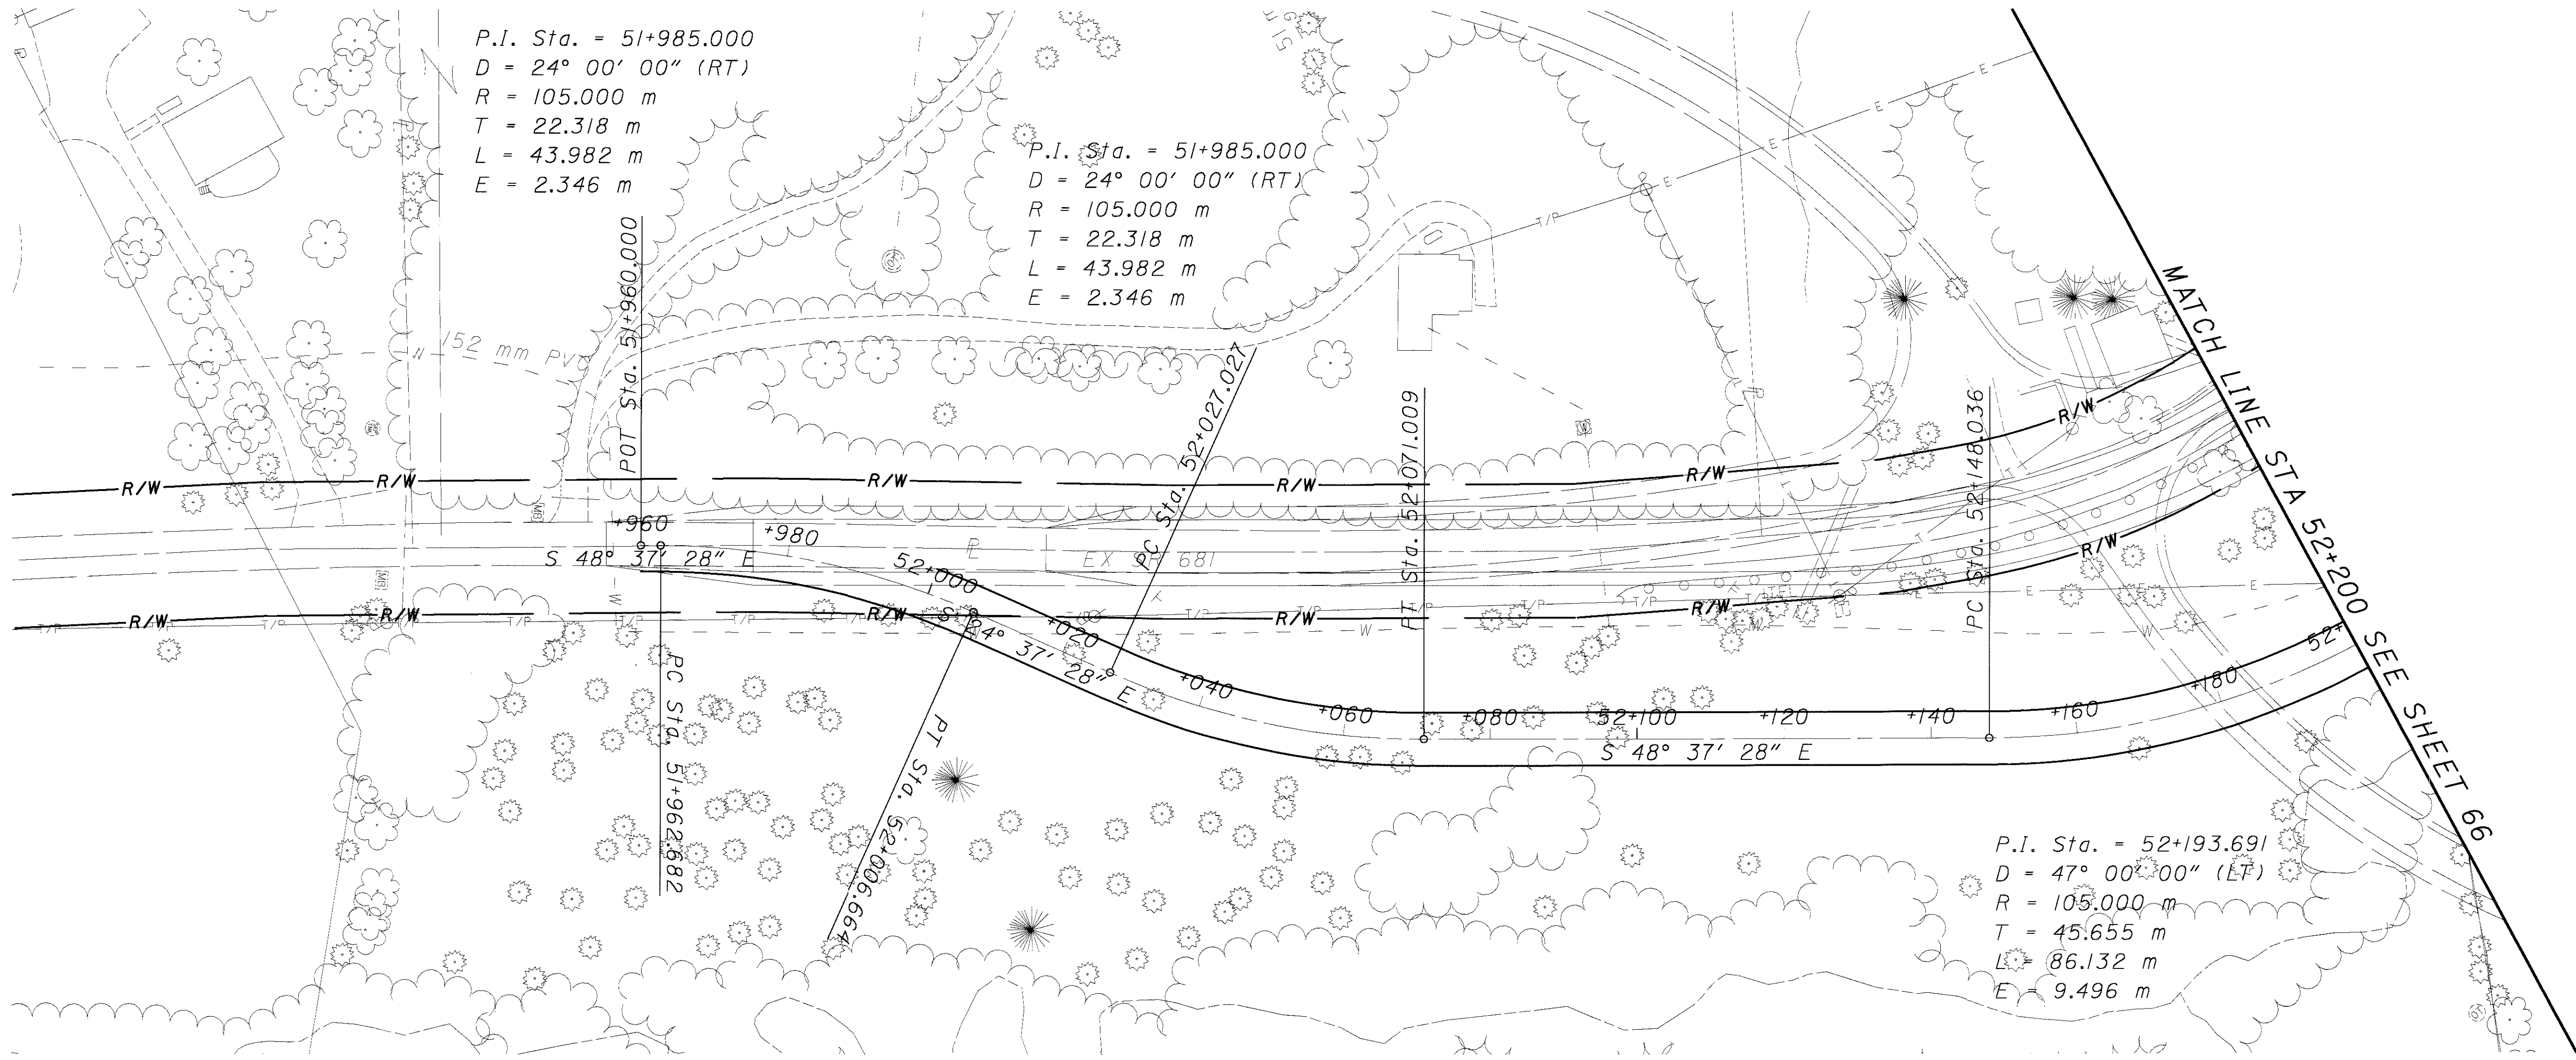 P.I. Sta. = 51+985.000
D = 24° 00' 00" (RT)
R = 105.000 m
T = 22.318 m
L = 43.982 m
E = 2.346 m
P.I. Sta. = 51+985.000
D = 24° 00' 00" (RT)
R = 105.000 m
T = 22.318 m
L = 43.982 m
E = 2.346 m
152 mm PVC
POT Sta. 51+960.000
PC Sta. 52+027.027
PT Sta. 52+071.009
PC Sta. 52+148.036
MATCH LINE STA 52+200 SEE SHEET 66
R/W R/W R/W R/W R/W R/W
+960
+980
S 48° 37' 28" E
EX SR 681
52+000
R/W R/W R/W R/W R/W R/W
T/P T/P T/P T/P T/P T/P T/P T/P
E E E E E E
MB
MB
W W W W
S 24° 37' 28" E
+020
+040
+060
+080
52+100
+120
+140
+160
+180
52+
S 48° 37' 28" E
PC Sta. 51+962.682
PT Sta. 52+006.664
P.I. Sta. = 52+193.691
D = 47° 00' 00" (LT)
R = 105.000 m
T = 45.655 m
L = 86.132 m
E = 9.496 m